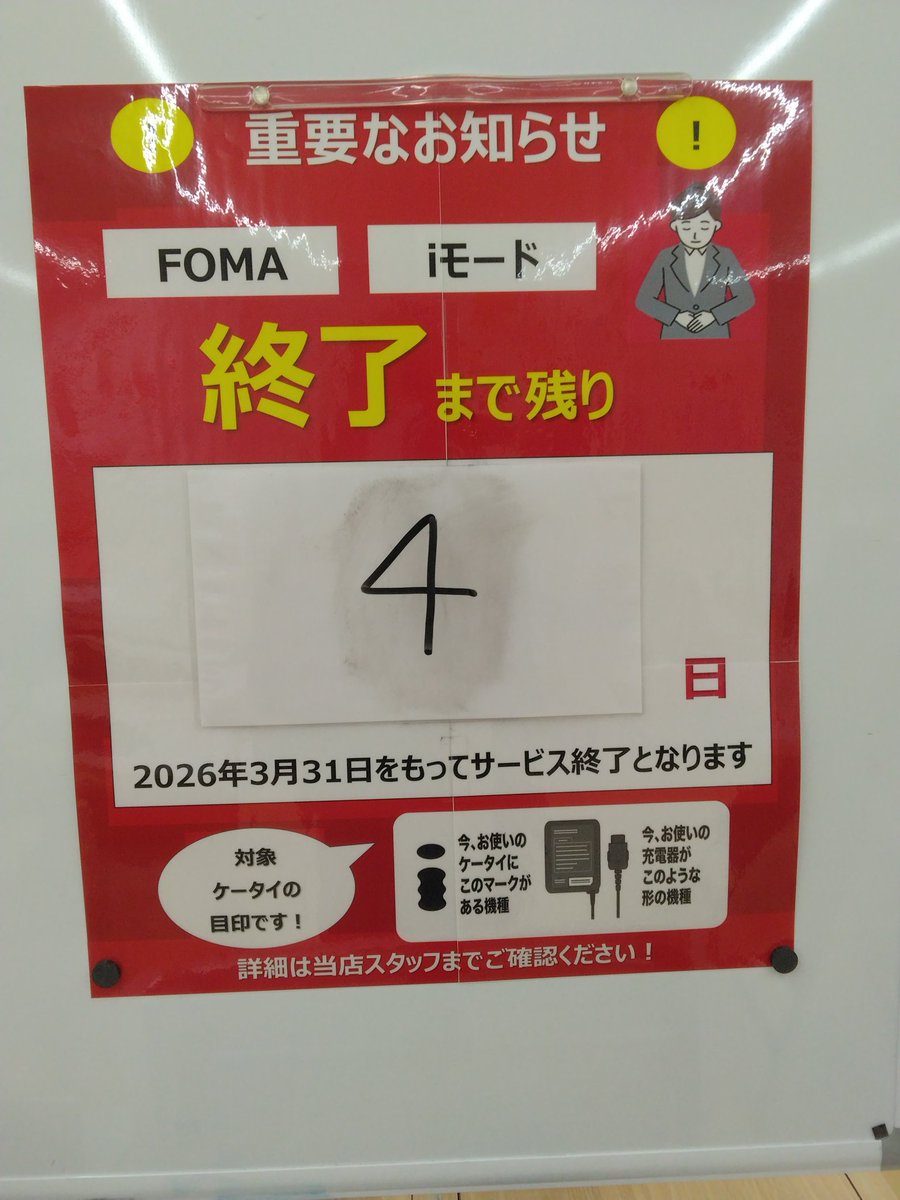 重要なお知らせ
!
FOMA
iモード
終了まで残り
4
日
2026年3月31日をもってサービス終了となります
対象
ケータイの
目印です!
今、お使いの
ケータイに
このマークが
ある機種
今、お使いの
充電器が
このような
形の機種
詳細は当店スタッフまでご確認ください!